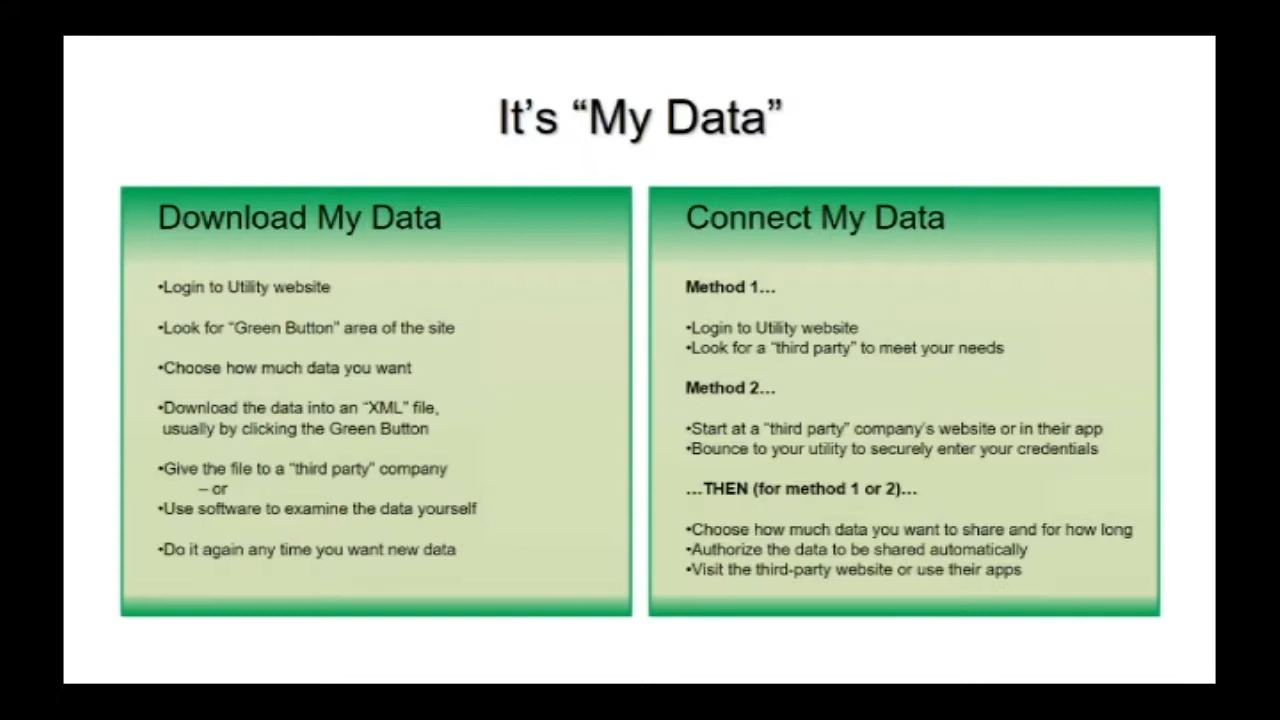 It’s “My Data”
Download My Data
•Login to Utility website
•Look for “Green Button” area of the site
•Choose how much data you want
•Download the data into an “XML” file,
usually by clicking the Green Button
•Give the file to a “third party” company
– or
•Use software to examine the data yourself
•Do it again any time you want new data
Connect My Data
Method 1…
•Login to Utility website
•Look for a “third party” to meet your needs
Method 2…
•Start at a “third party” company’s website or in their app
•Bounce to your utility to securely enter your credentials
…THEN (for method 1 or 2)…
•Choose how much data you want to share and for how long
•Authorize the data to be shared automatically
•Visit the third-party website or use their apps